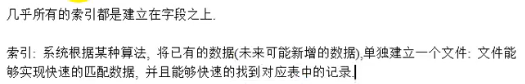 几乎所有的索引都是建立在字段之上.
索引: 系统根据某种算法, 将已有的数据(未来可能新增的数据),单独建立一个文件: 文件能
够实现快速的匹配数据, 并且能够快速的找到对应表中的记录.